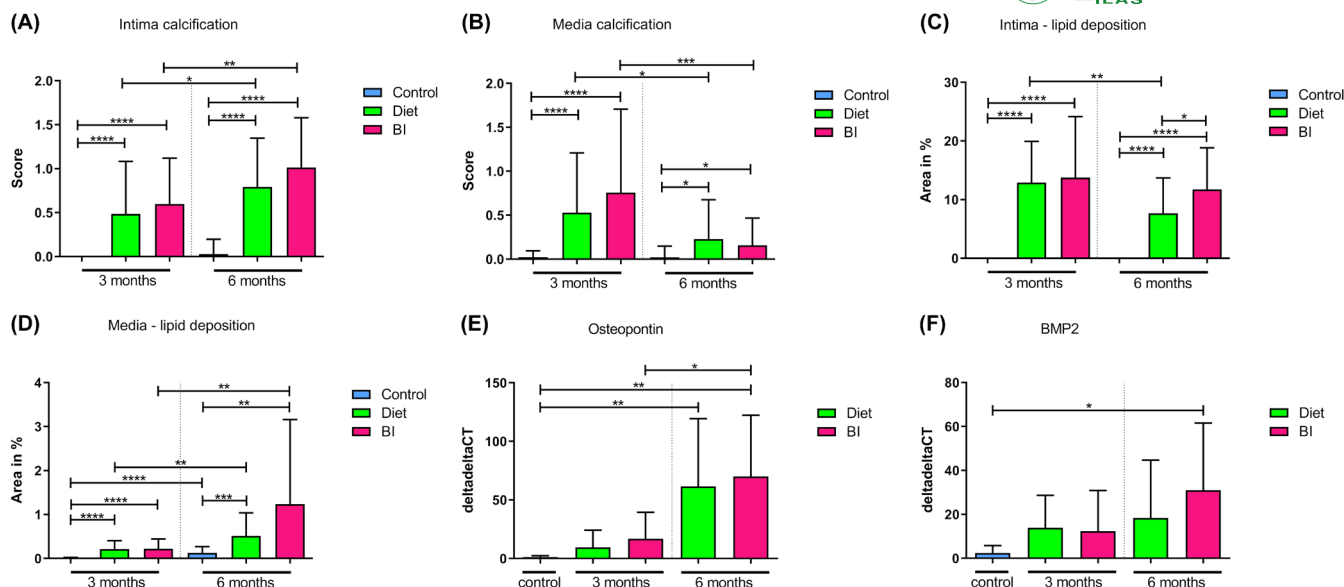 IEAS
(A) Intima calcification
**
*
****
****
****
****
2.0
1.5
1.0
0.5
0.0
Score
3 months 6 months
Control
Diet
BI
(B) Media calcification
***
*
****
****
*
*
2.0
1.5
1.0
0.5
0.0
Score
3 months 6 months
Control
Diet
BI
(C) Intima - lipid deposition
**
****
****
*
****
****
30
20
10
0
Area in %
3 months 6 months
Control
Diet
BI
(D) Media - lipid deposition
**
**
**
****
***
****
****
4
3
2
1
0
Area in %
3 months 6 months
Control
Diet
BI
(E) Osteopontin
*
**
**
150
100
50
0
deltadeltaCT
control 3 months 6 months
Diet
BI
(F) BMP2
*
80
60
40
20
0
deltadeltaCT
control 3 months 6 months
Diet
BI